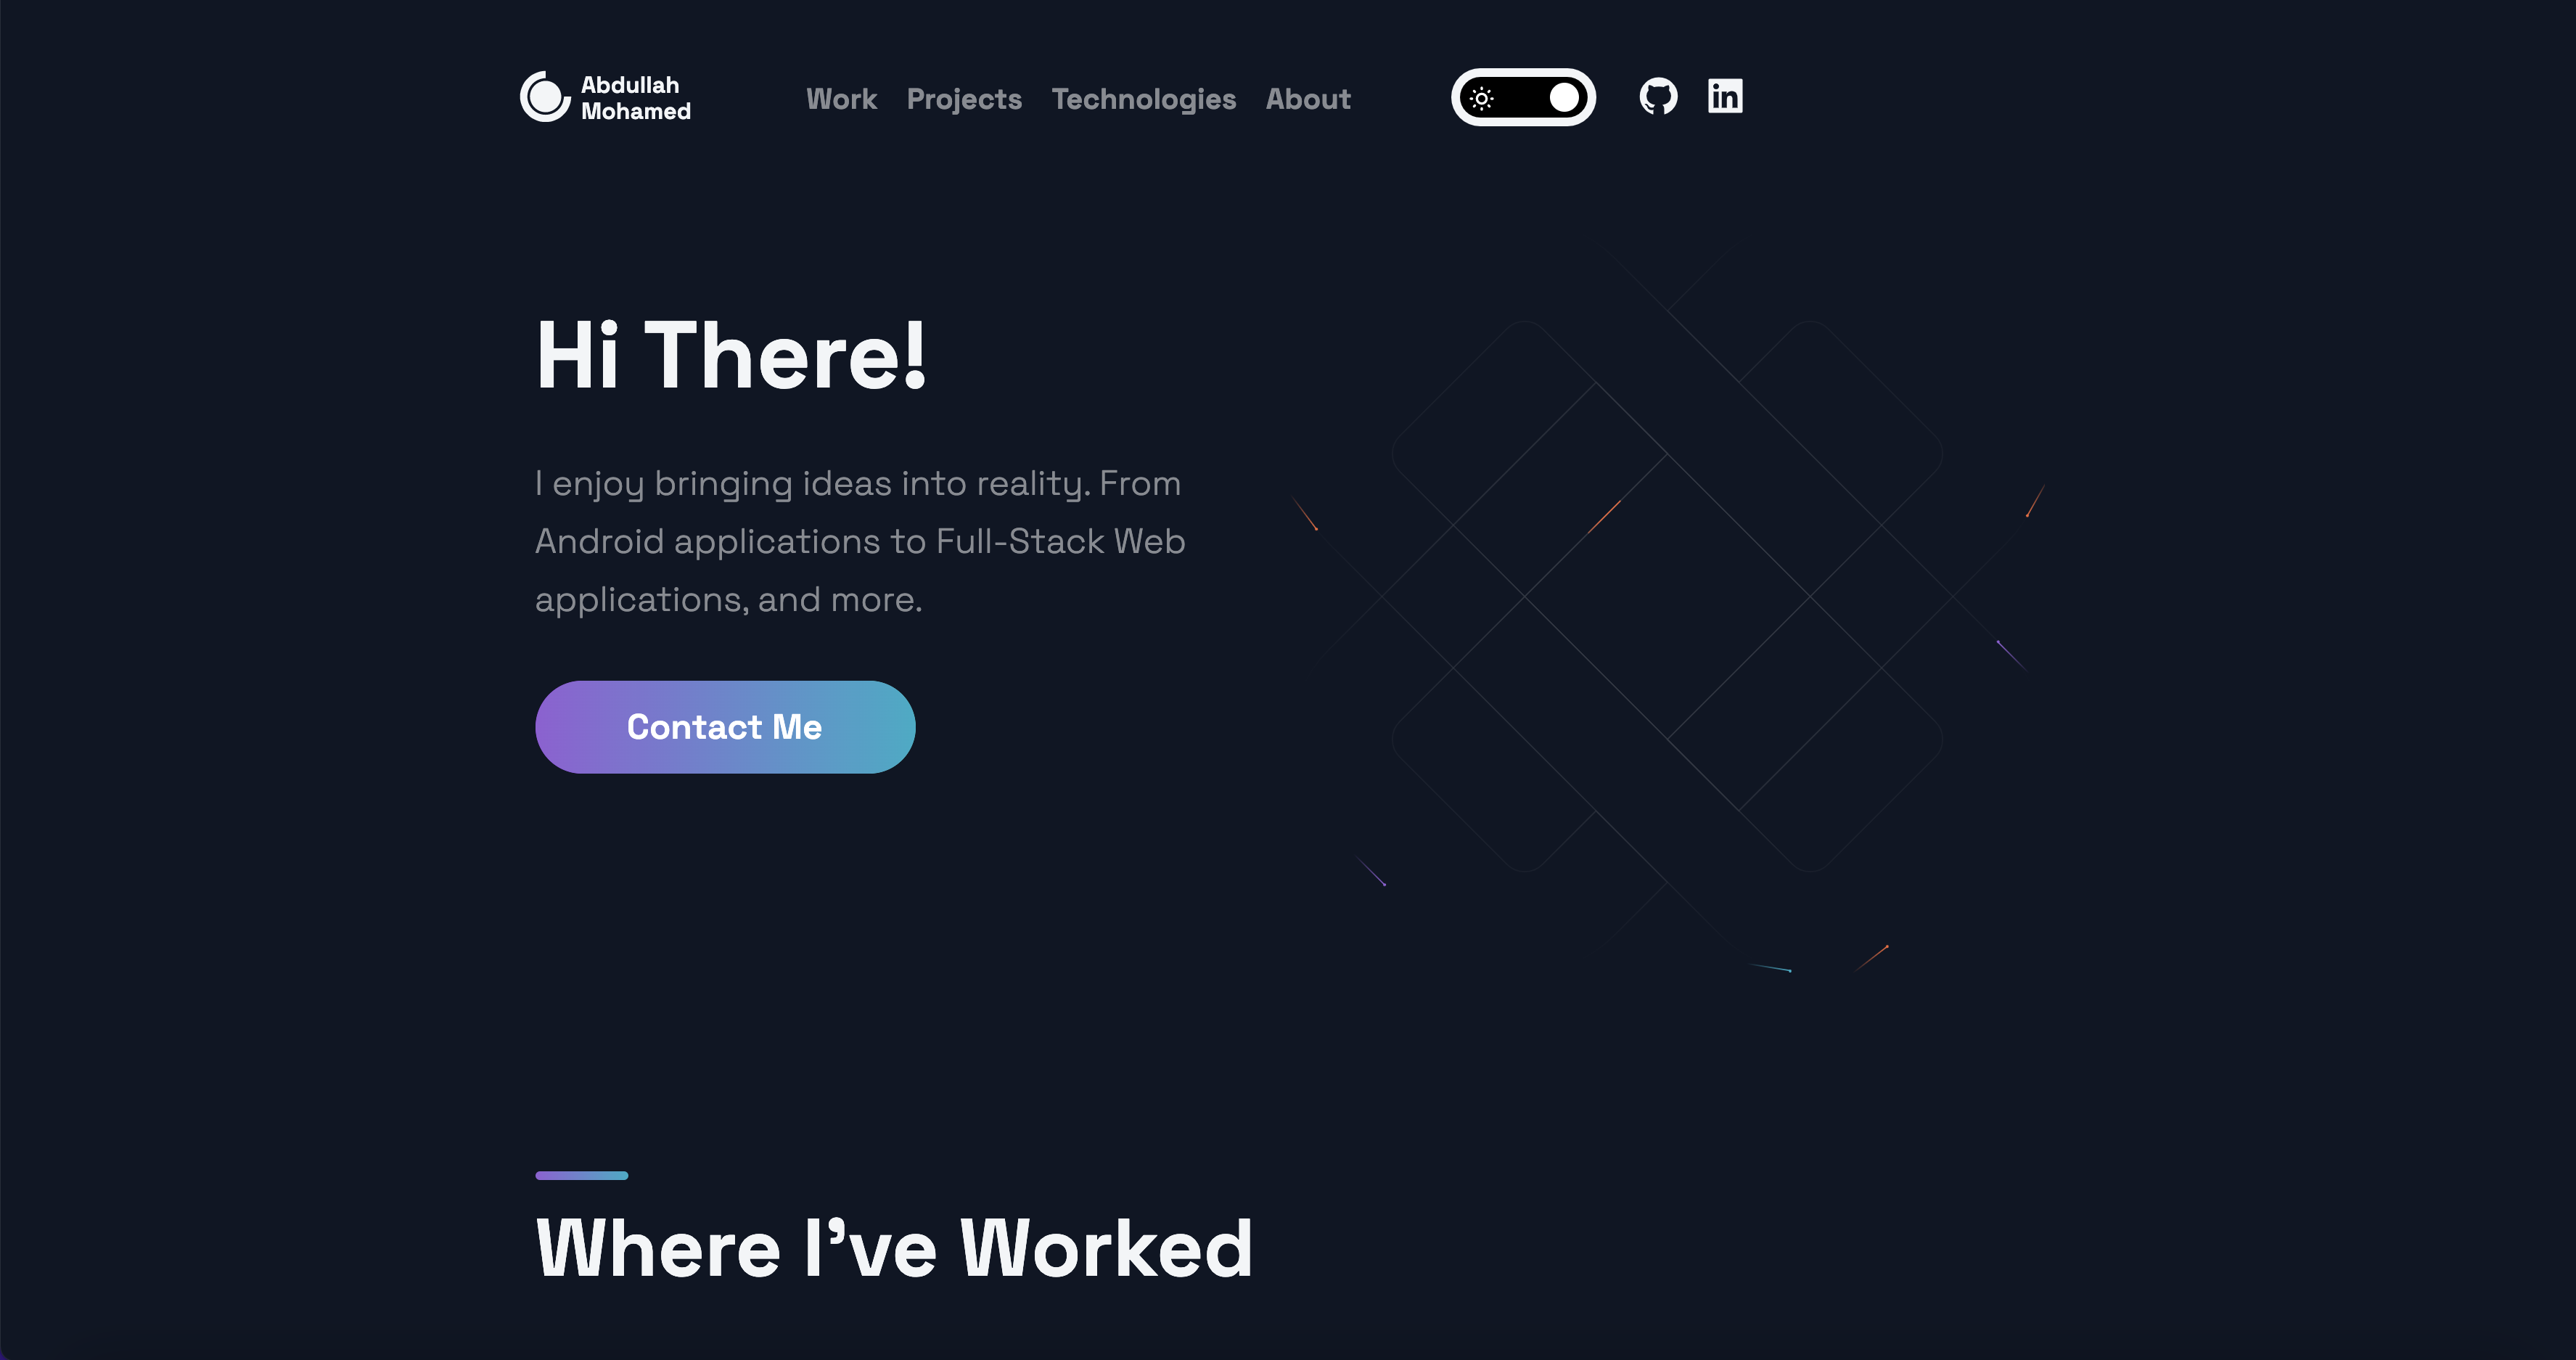 Abdullah
Mohamed
Work Projects Technologies About
in
Hi There!
I enjoy bringing ideas into reality. From
Android applications to Full-Stack Web
applications, and more.
Contact Me
Where I've Worked